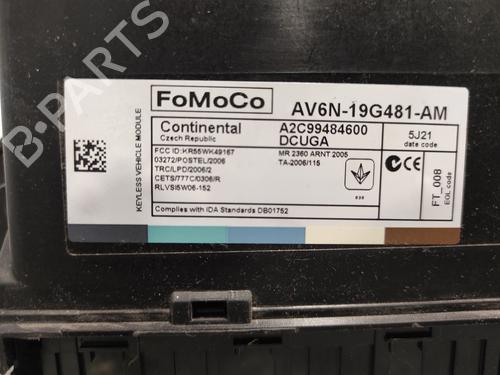 FoMoCo
AV6N-19G481-AM
KEYLESS VEHICLE MODULE
Continental
Czech Republic
A2C99484600
DCUGA
5J21
date code
FCC ID:KR55WK49167
03272/POSTEL/2006
TRC/LPD/2006/2
CETS/777C/0306/R
RLVSI5W06-152
MR 2360 ARNT 2005
TA-2006/115
FT_008
EOL code
Complies with IDA Standards DB01752
B-PARTS